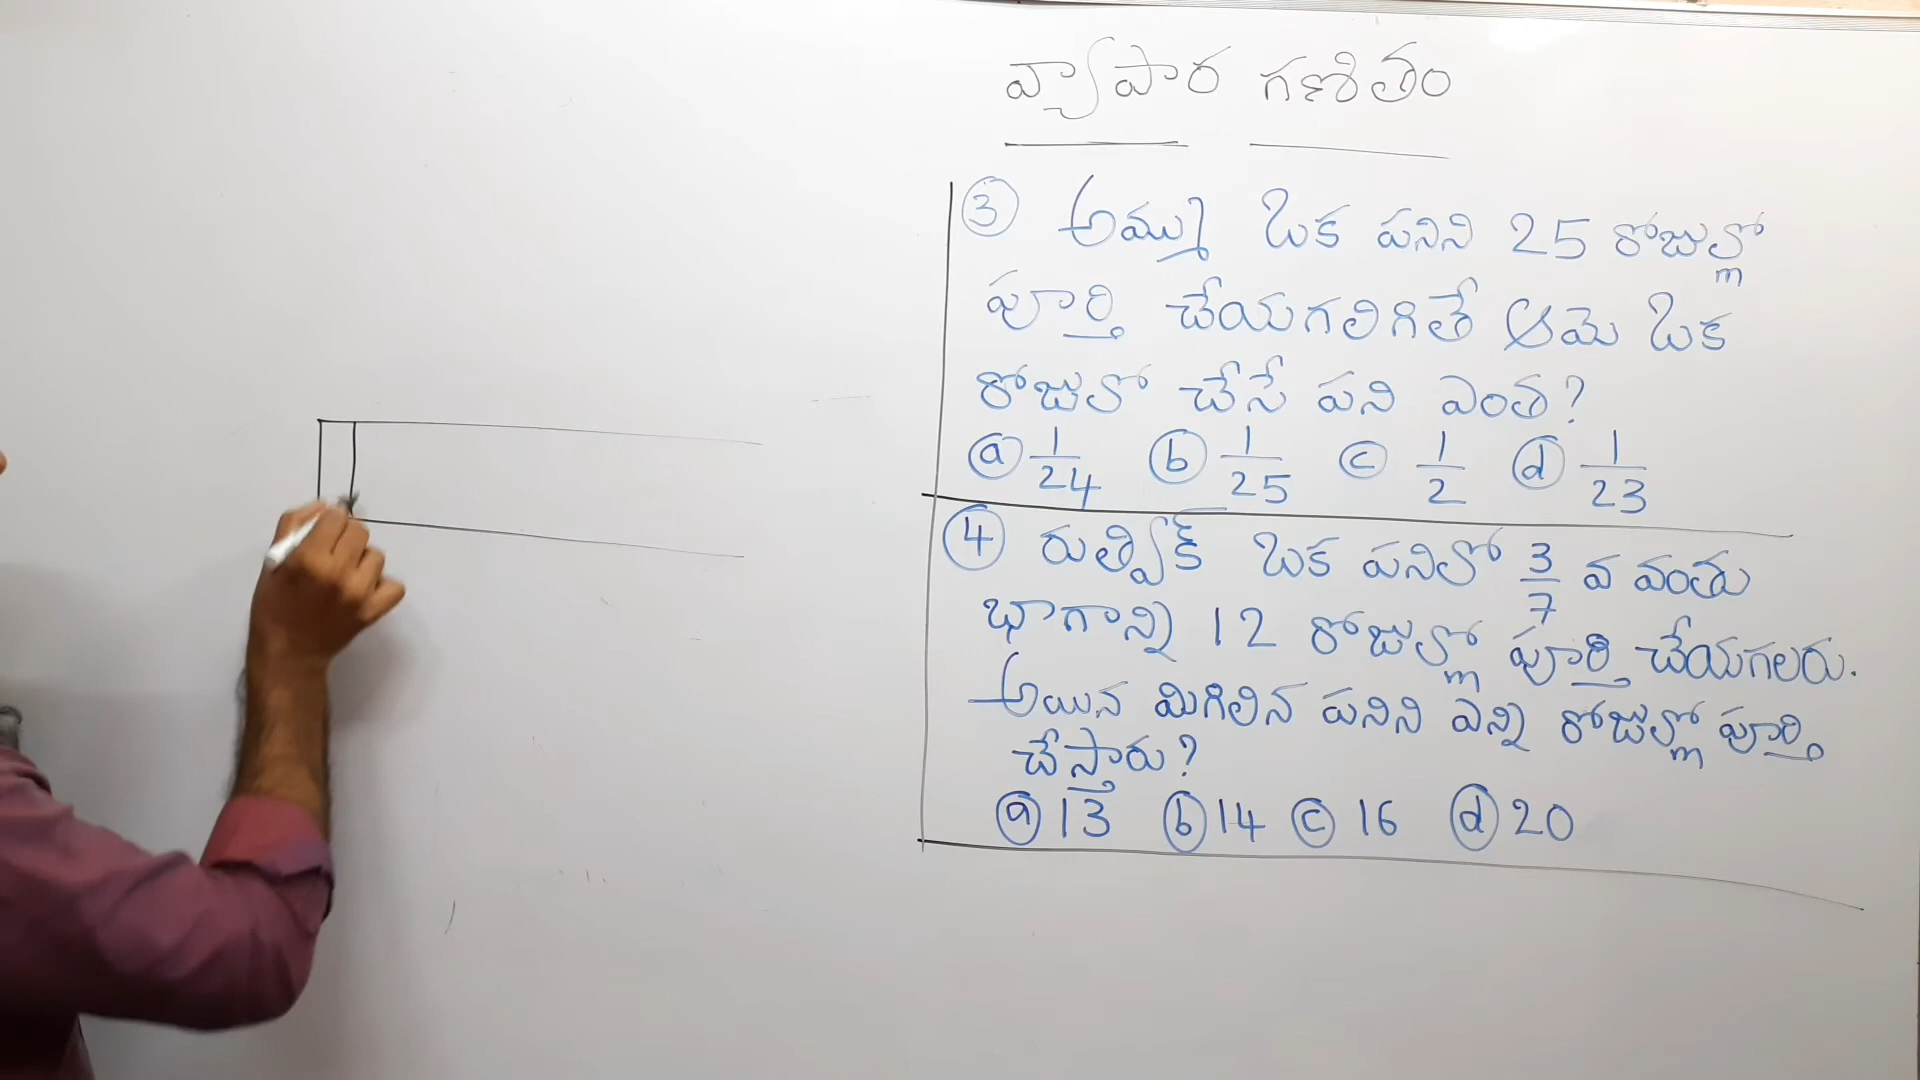 వ్యాపార గణితం
③ అమ్ము ఒక పనిని 25 రోజుల్లో
పూర్తి చేయగలిగితే ఆమె ఒక
రోజులో చేసే పని ఎంత?
ⓐ 1/24 ⓑ 1/25 ⓒ 1/2 ⓓ 1/23
④ రుత్విక్ ఒక పనిలో 3/7 వ వంతు
భాగాన్ని 12 రోజుల్లో పూర్తి చేయగలరు.
అయిన మిగిలిన పనిని ఎన్ని రోజుల్లో పూర్తి
చేస్తారు?
ⓐ 13 ⓑ 14 ⓒ 16 ⓓ 20